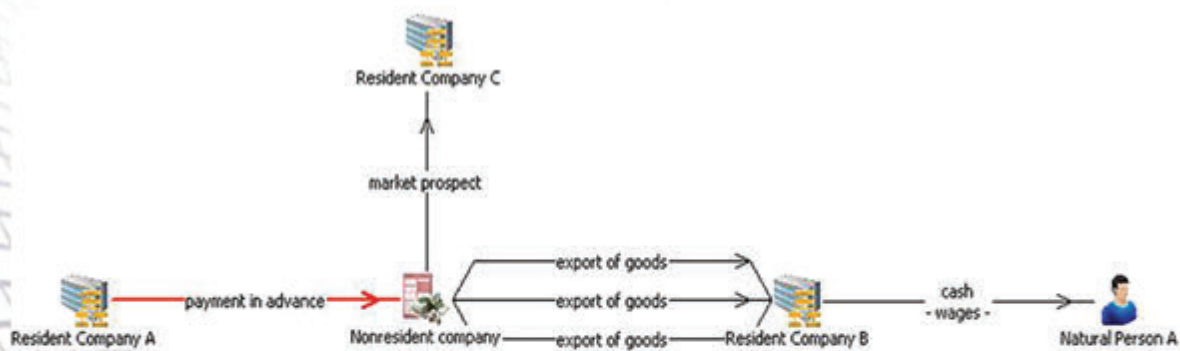 Resident Company C
market prospect
export of goods
payment in advance
export of goods
cash
- wages -
Resident Company A
Nonresident company
export of goods
Resident Company B
Natural Person A